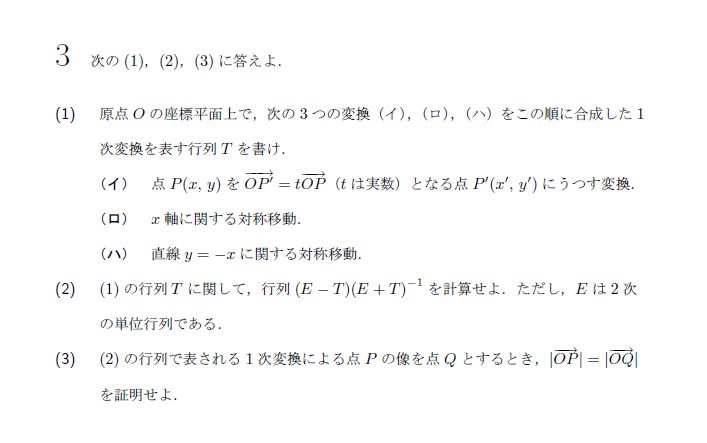 3 次の (1)，(2)，(3) に答えよ．
(1) 原点 O の座標平面上で，次の 3 つの変換（イ），（ロ），（ハ）をこの順に合成した 1
次変換を表す行列 T を書け．
（イ） 点 P(x, y) を $\overrightarrow{OP'} = t\overrightarrow{OP}$（t は実数）となる点 P′(x′, y′) にうつす変換．
（ロ） x 軸に関する対称移動．
（ハ） 直線 y = −x に関する対称移動．
(2) (1) の行列 T に関して，行列 (E − T)(E + T)⁻¹ を計算せよ．ただし，E は 2 次
の単位行列である．
(3) (2) の行列で表される 1 次変換による点 P の像を点 Q とするとき，$|\overrightarrow{OP}| = |\overrightarrow{OQ}|$
を証明せよ．